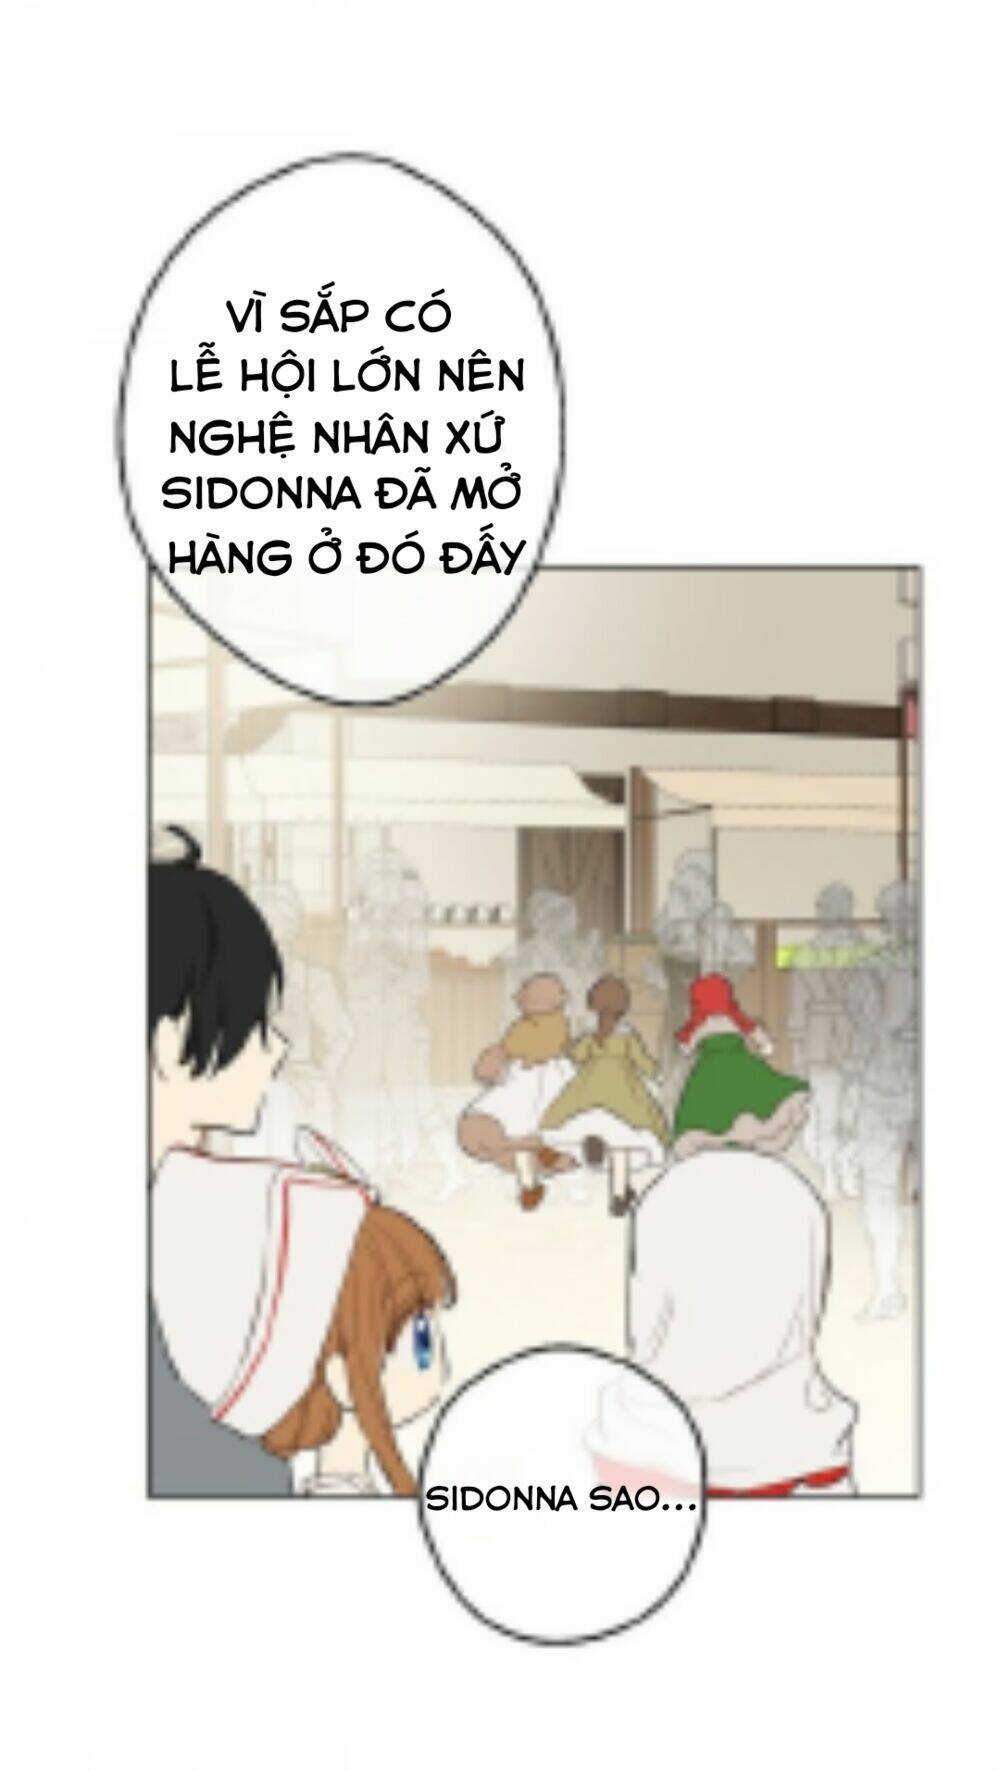 VÌ SẮP CÓ
LỄ HỘI LỚN NÊN
NGHỆ NHÂN XỨ
SIDONNA ĐÃ MỞ
HÀNG Ở ĐÓ ĐẤY
SIDONNA SAO...